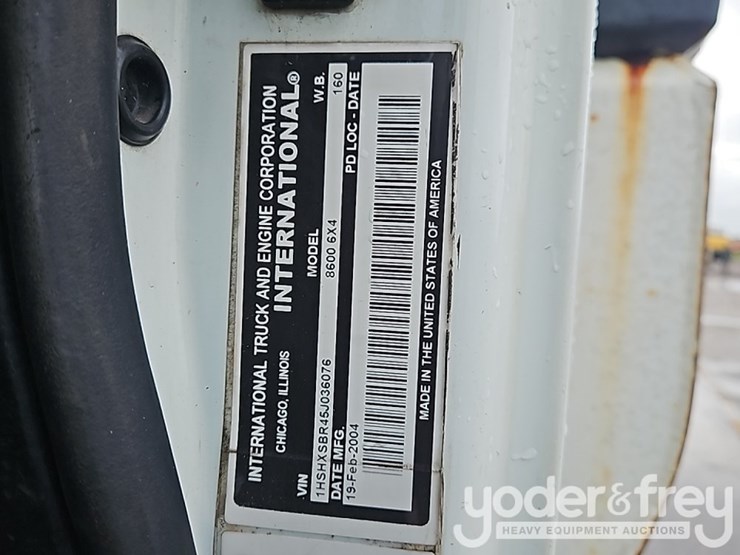 INTERNATIONAL TRUCK AND ENGINE CORPORATION
CHICAGO, ILLINOIS INTERNATIONAL®
VIN MODEL W.B.
1HSHXSBR45J036076 8600 6X4 160
DATE MFG. PD LOC - DATE
19-Feb-2004
MADE IN THE UNITED STATES OF AMERICA
yoder&frey
HEAVY EQUIPMENT AUCTIONS